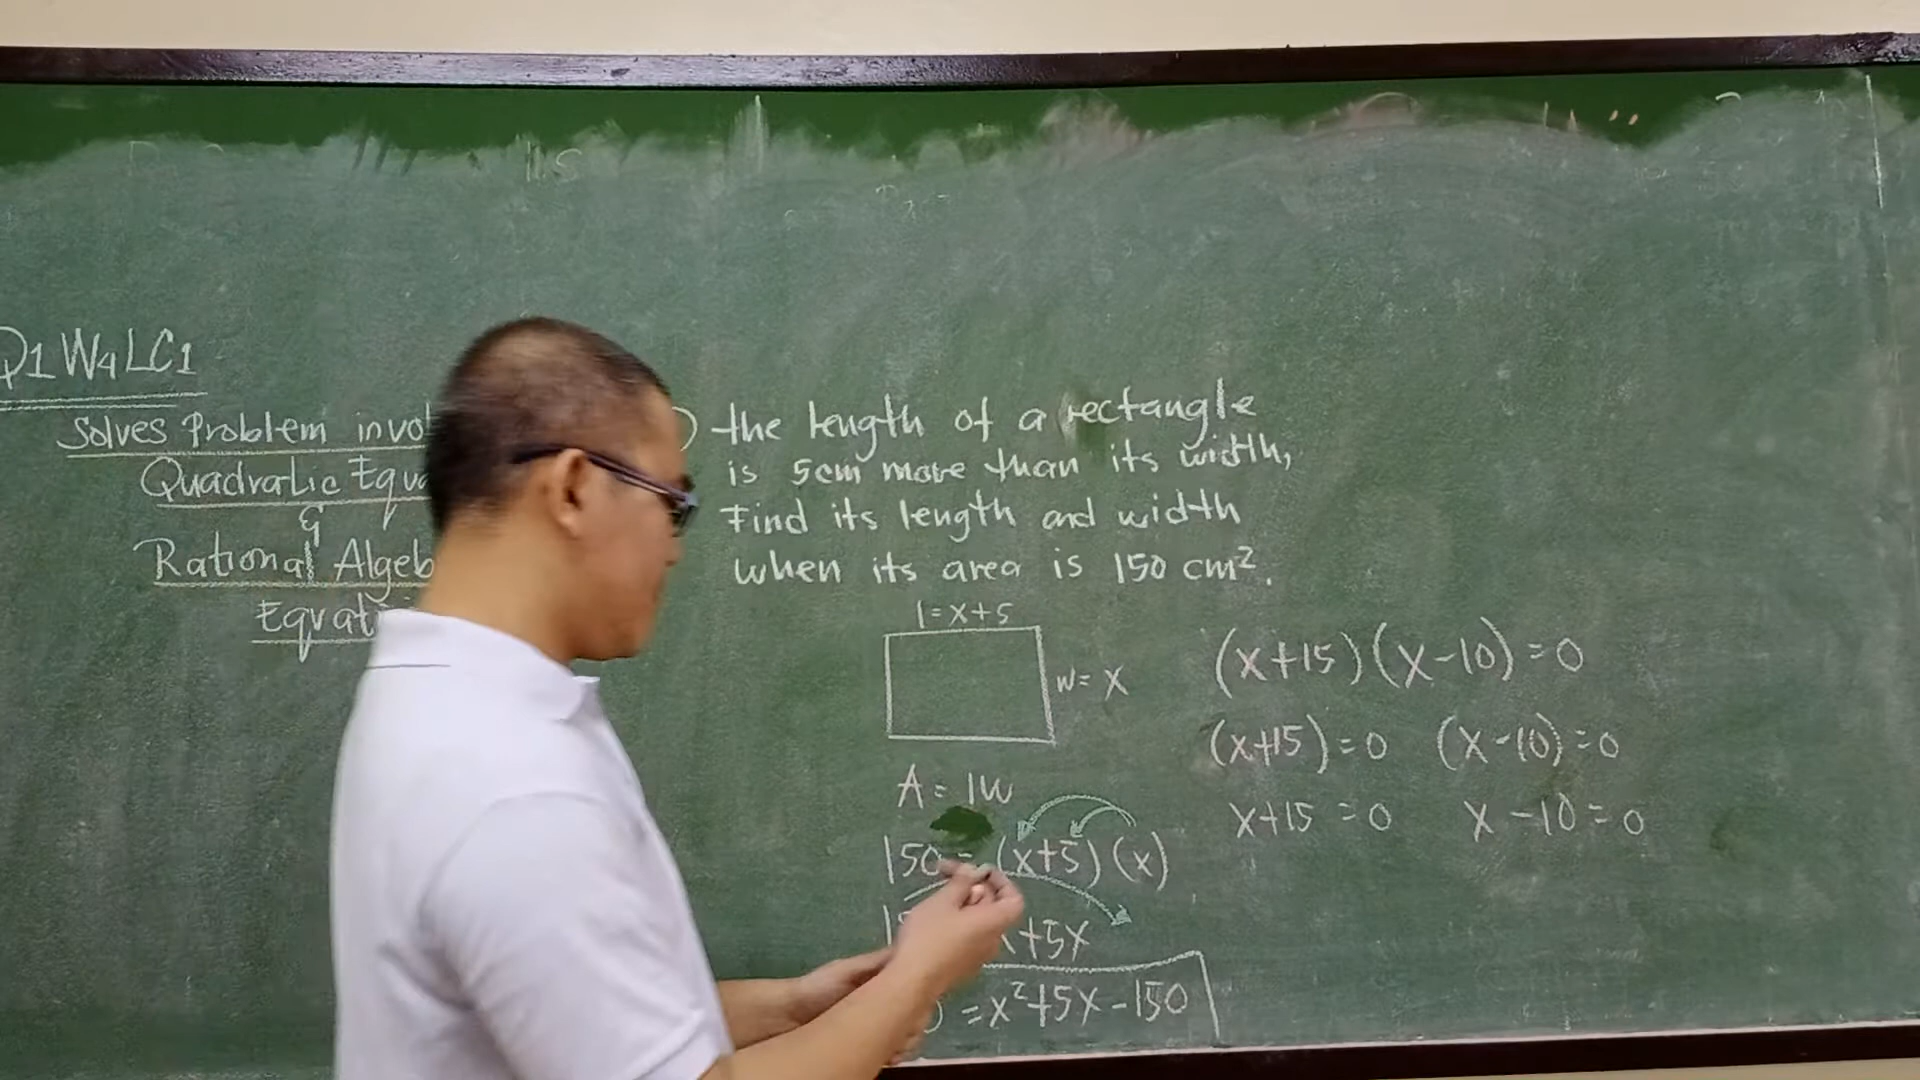 Q1 W4 LC1
Solves Problem invol
Quadratic Equa
&
Rational Algeb
Equati
) the length of a rectangle
is 5cm more than its width,
Find its length and width
when its area is 150 cm².
l = x+5
w = x
A = lw
150 = (x+5)(x)
x+5x
= x²+5x-150
(x+15)(x-10)=0
(x+15)=0 (x-10)=0
x+15=0 x-10=0